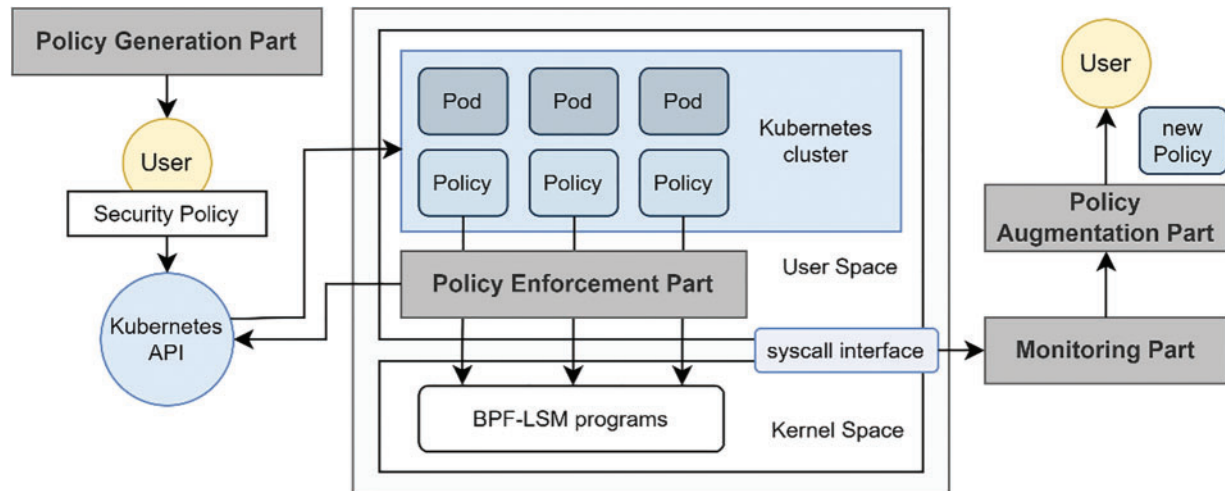 Policy Generation Part
User
Security Policy
Kubernetes
API
Pod
Pod
Pod
Policy
Policy
Policy
Kubernetes
cluster
Policy Enforcement Part
User Space
syscall interface
BPF-LSM programs
Kernel Space
User
new
Policy
Policy
Augmentation Part
Monitoring Part